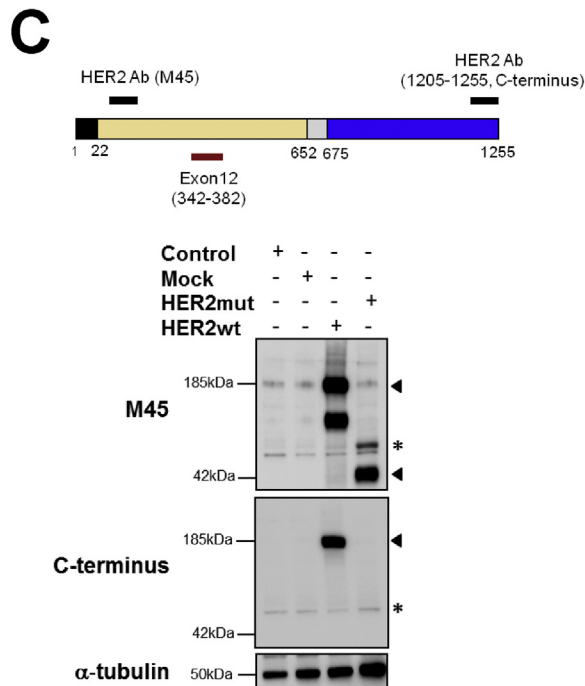 C
HER2 Ab (M45)
HER2 Ab
(1205-1255, C-terminus)
1 22 652 675 1255
Exon12
(342-382)
Control + - - -
Mock - + - -
HER2mut - - - +
HER2wt - - + -
185kDa
M45
*
42kDa
185kDa
C-terminus
*
42kDa
α-tubulin 50kDa